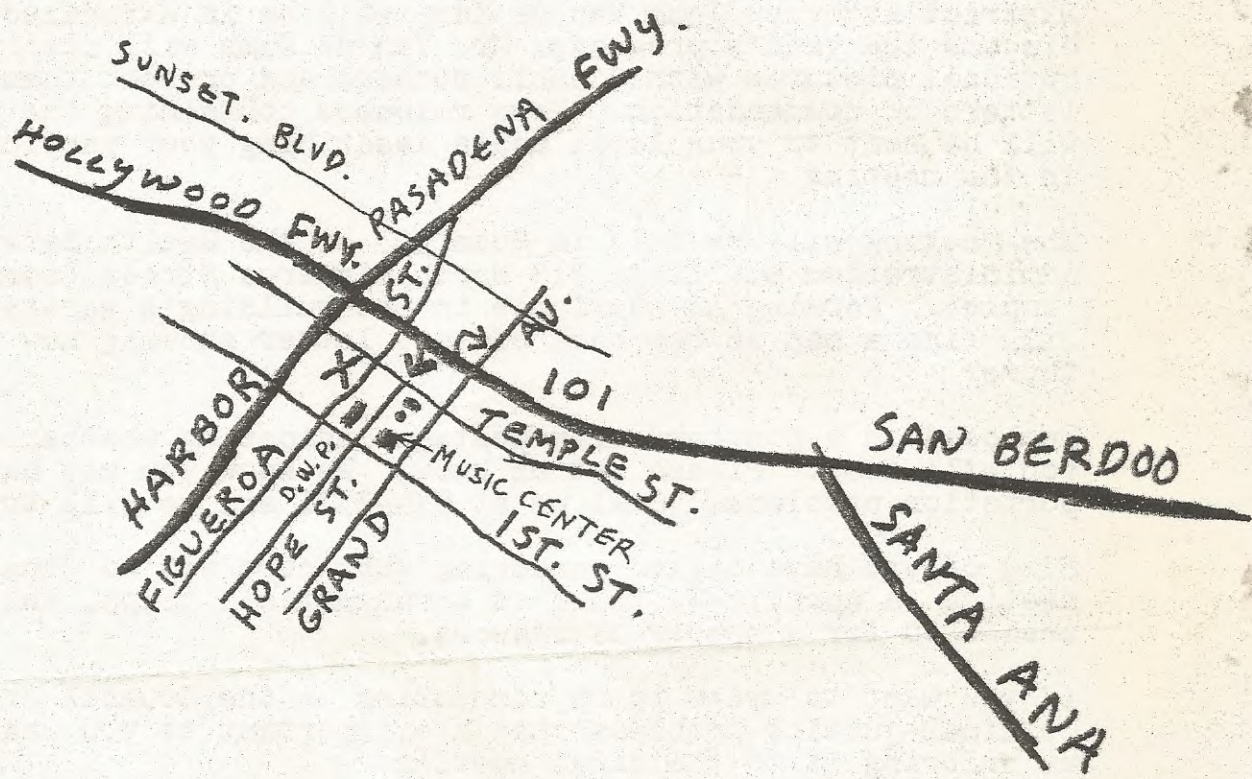 SUNSET. BLVD.
PASADENA FWY.
HOLLYWOOD FWY.
ST.
AV.
101
SAN BERDOO
TEMPLE ST.
X
D.W.P.
MUSIC CENTER
1ST. ST.
HARBOR
FIGUEROA
HOPE ST.
GRAND
SANTA ANA